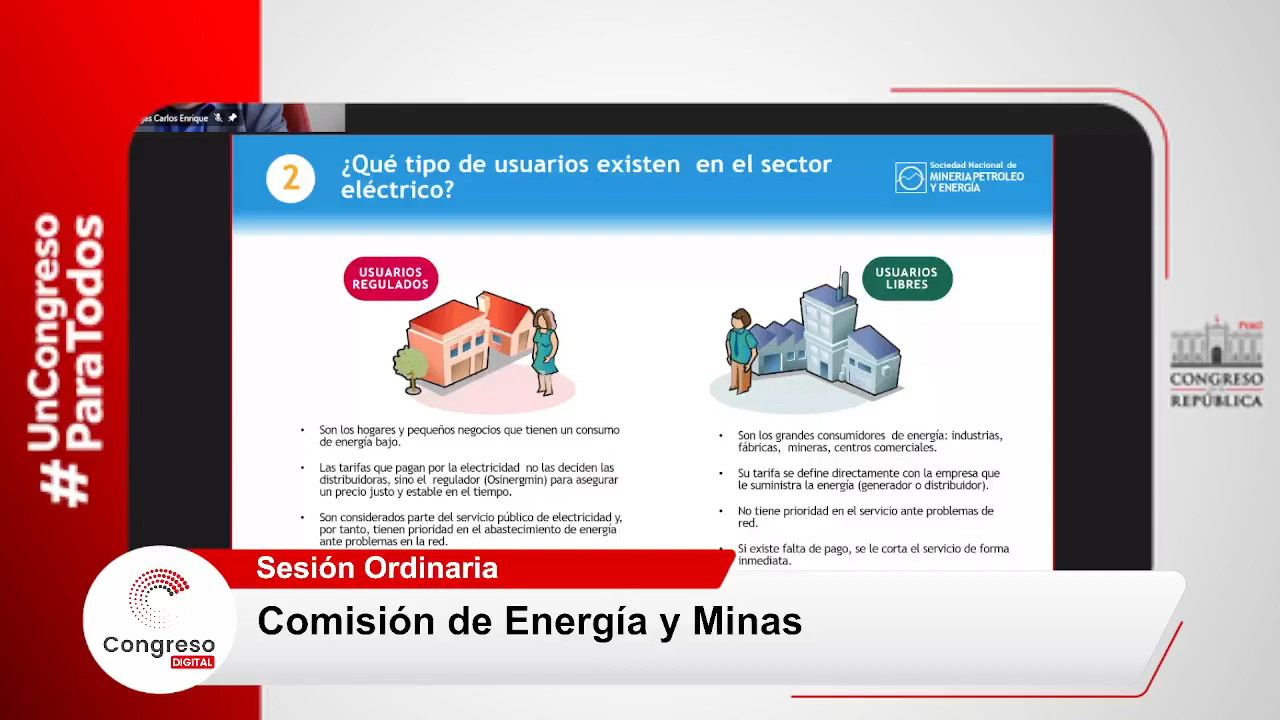 #UnCongreso
ParaTodos
Carlos Enrique
2
¿Qué tipo de usuarios existen en el sector
eléctrico?
Sociedad Nacional de
MINERIA PETROLEO
Y ENERGÍA
USUARIOS
REGULADOS
• Son los hogares y pequeños negocios que tienen un consumo
de energía bajo.
• Las tarifas que pagan por la electricidad no las deciden las
distribuidoras, sino el regulador (Osinergmin) para asegurar
un precio justo y estable en el tiempo.
• Son considerados parte del servicio público de electricidad y,
por tanto, tienen prioridad en el abastecimiento de energía
ante problemas en la red.
USUARIOS
LIBRES
• Son los grandes consumidores de energía: industrias,
fábricas, mineras, centros comerciales.
• Su tarifa se define directamente con la empresa que
le suministra la energía (generador o distribuidor).
• No tiene prioridad en el servicio ante problemas de
red.
• Si existe falta de pago, se le corta el servicio de forma
inmediata.
PERÚ
CONGRESO
REPÚBLICA
Sesión Ordinaria
Comisión de Energía y Minas
Congreso
DIGITAL